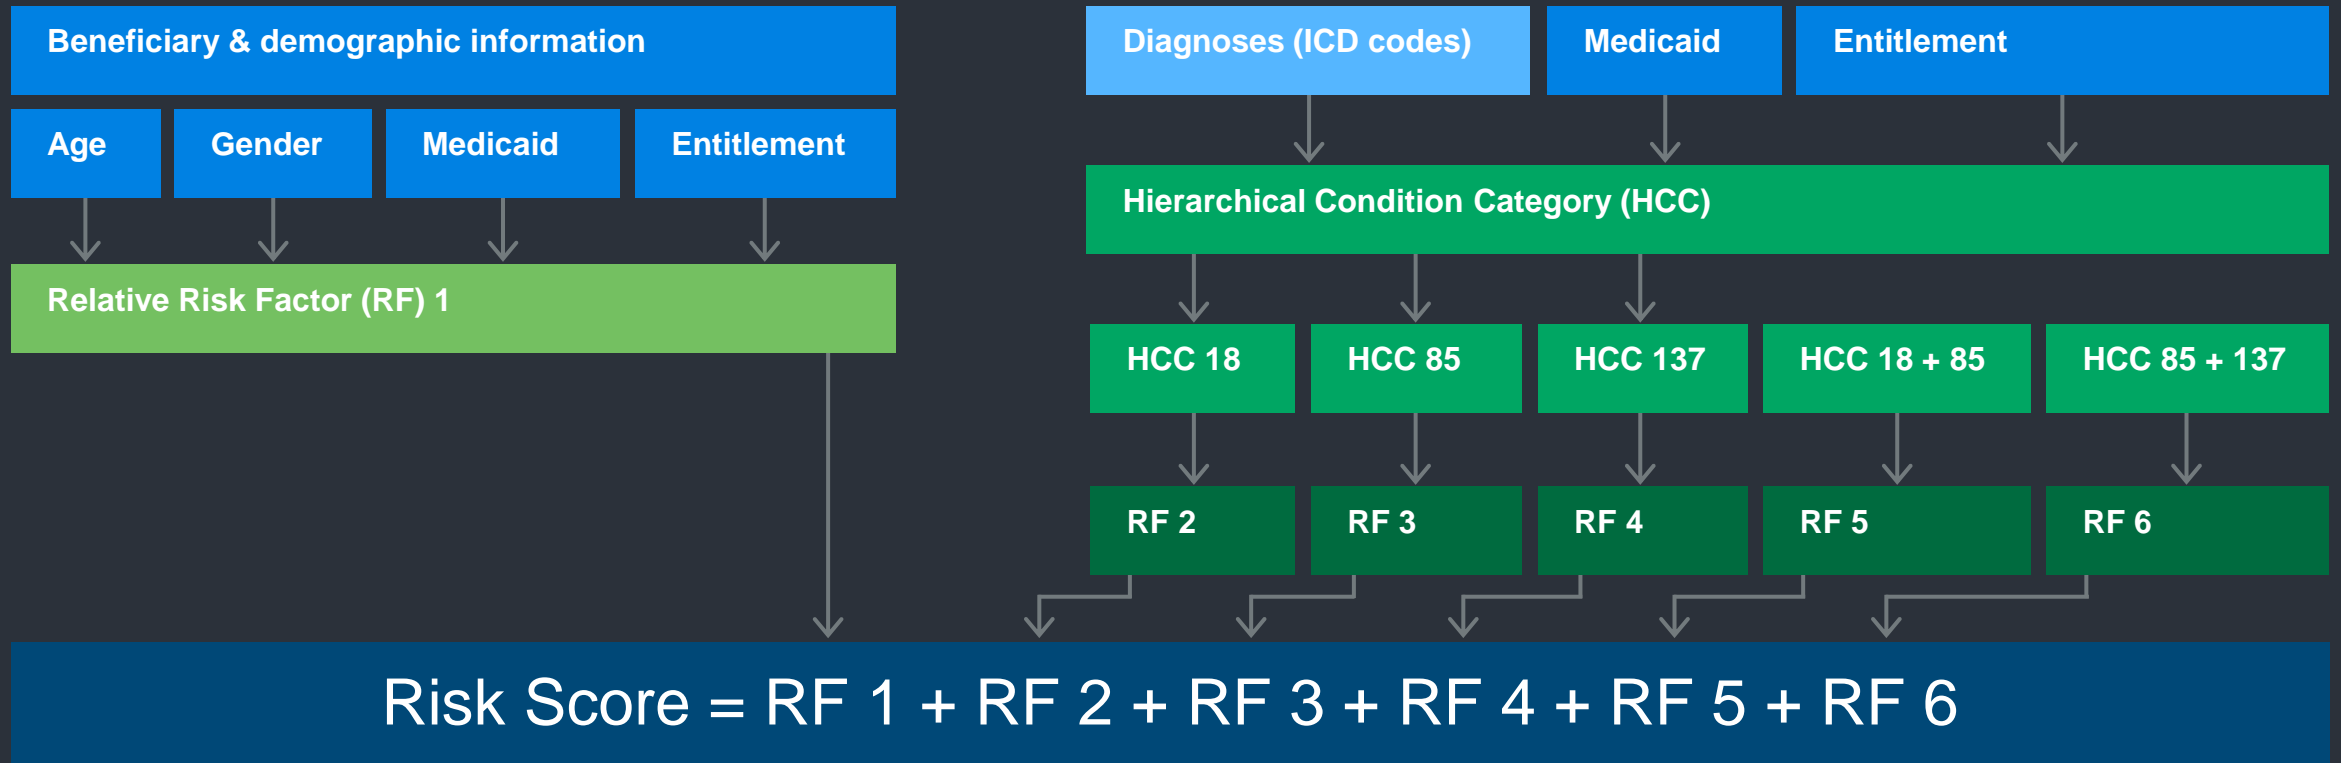 Beneficiary & demographic information
Age
Gender
Medicaid
Entitlement
Relative Risk Factor (RF) 1
Diagnoses (ICD codes)
Medicaid
Entitlement
Hierarchical Condition Category (HCC)
HCC 18
HCC 85
HCC 137
HCC 18 + 85
HCC 85 + 137
RF 2
RF 3
RF 4
RF 5
RF 6
Risk Score = RF 1 + RF 2 + RF 3 + RF 4 + RF 5 + RF 6